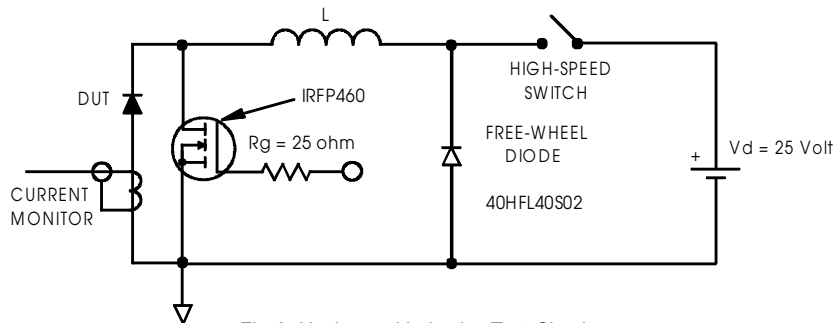 L
HIGH-SPEED
SWITCH
DUT
IRFP460
Rg = 25 ohm
FREE-WHEEL
DIODE
+
Vd = 25 Volt
CURRENT
MONITOR
40HFL40S02